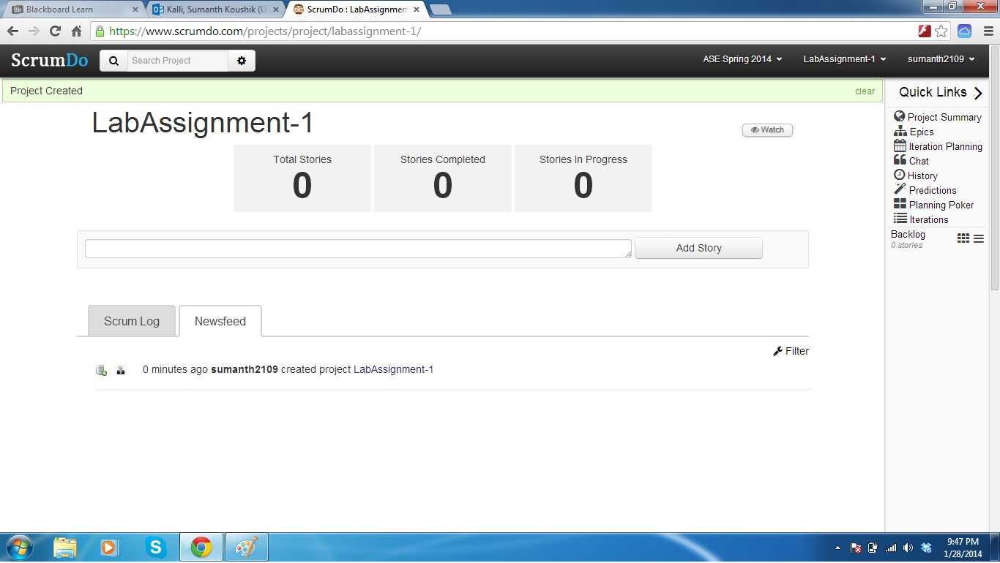 Blackboard Learn
Kalli, Sumanth Koushik (U
ScrumDo : LabAssignmen
https://www.scrumdo.com/projects/project/labassignment-1/
ScrumDo
Search Project
ASE Spring 2014
LabAssignment-1
sumanth2109
Project Created
clear
Quick Links
LabAssignment-1
Watch
Project Summary
Epics
Iteration Planning
Chat
History
Predictions
Planning Poker
Iterations
Backlog
0 stories
Total Stories
0
Stories Completed
0
Stories In Progress
0
Add Story
Scrum Log
Newsfeed
Filter
0 minutes ago sumanth2109 created project LabAssignment-1
9:47 PM
1/28/2014